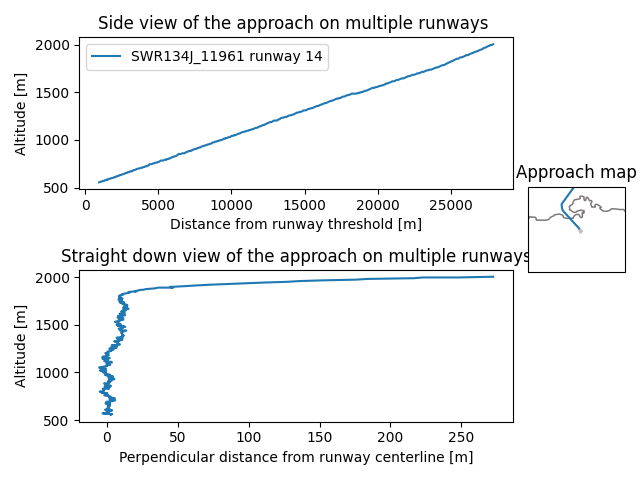 Side view of the approach on multiple runways
Altitude [m]
2000
1500
1000
500
SWR134J_11961 runway 14
0
5000
10000
15000
20000
25000
Distance from runway threshold [m]
Approach map
Straight down view of the approach on multiple runways
Altitude [m]
2000
1500
1000
500
0
50
100
150
200
250
Perpendicular distance from runway centerline [m]